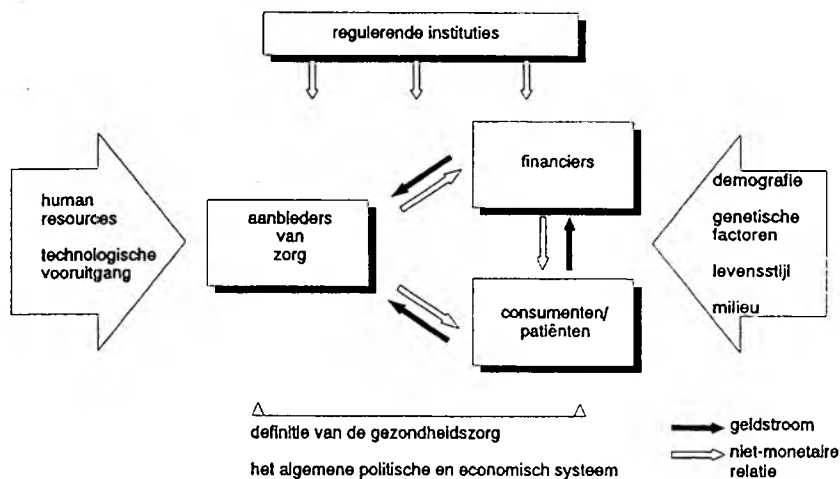 regulerende instituties
financiers
human
resources
technologische
vooruitgang
aanbieders
van
zorg
demografie
genetische
factoren
levensstijl
milieu
consumenten/
patiënten
definitie van de gezondheidszorg
het algemene politische en economisch systeem
geldstroom
niet-monetaire
relatie